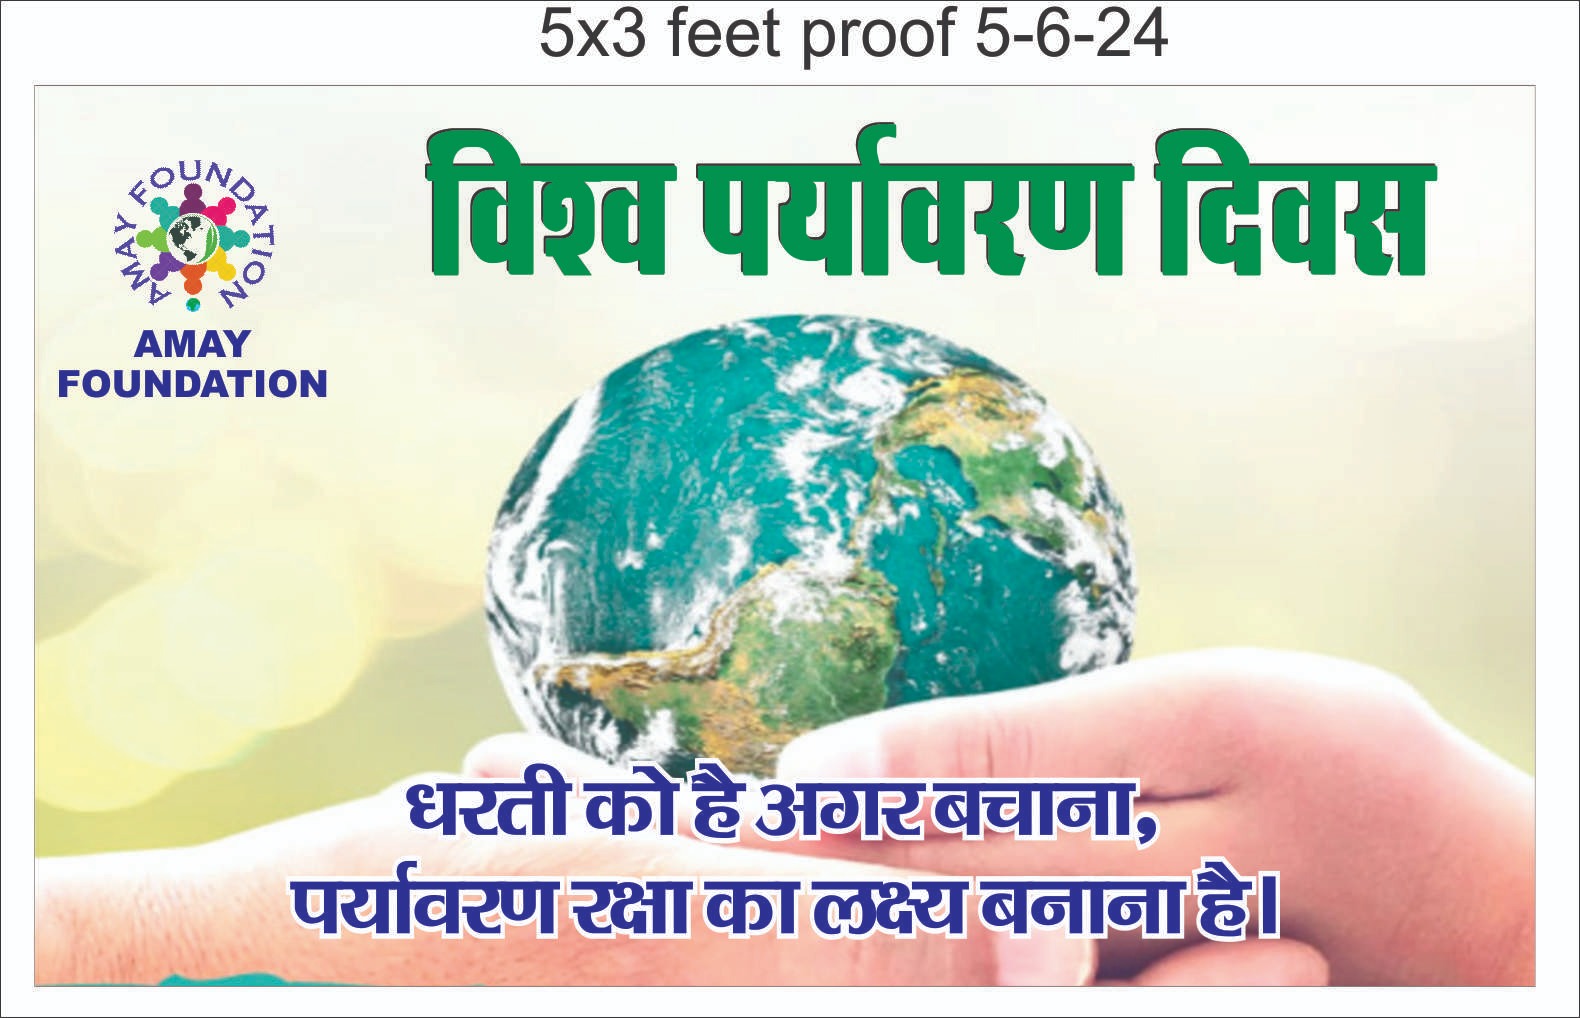 5x3 feet proof 5-6-24
विश्व पर्यावरण दिवस
AMAY FOUNDATION
AMAY
FOUNDATION
धरती को है अगर बचाना,
पर्यावरण रक्षा का लक्ष्य बनाना है।